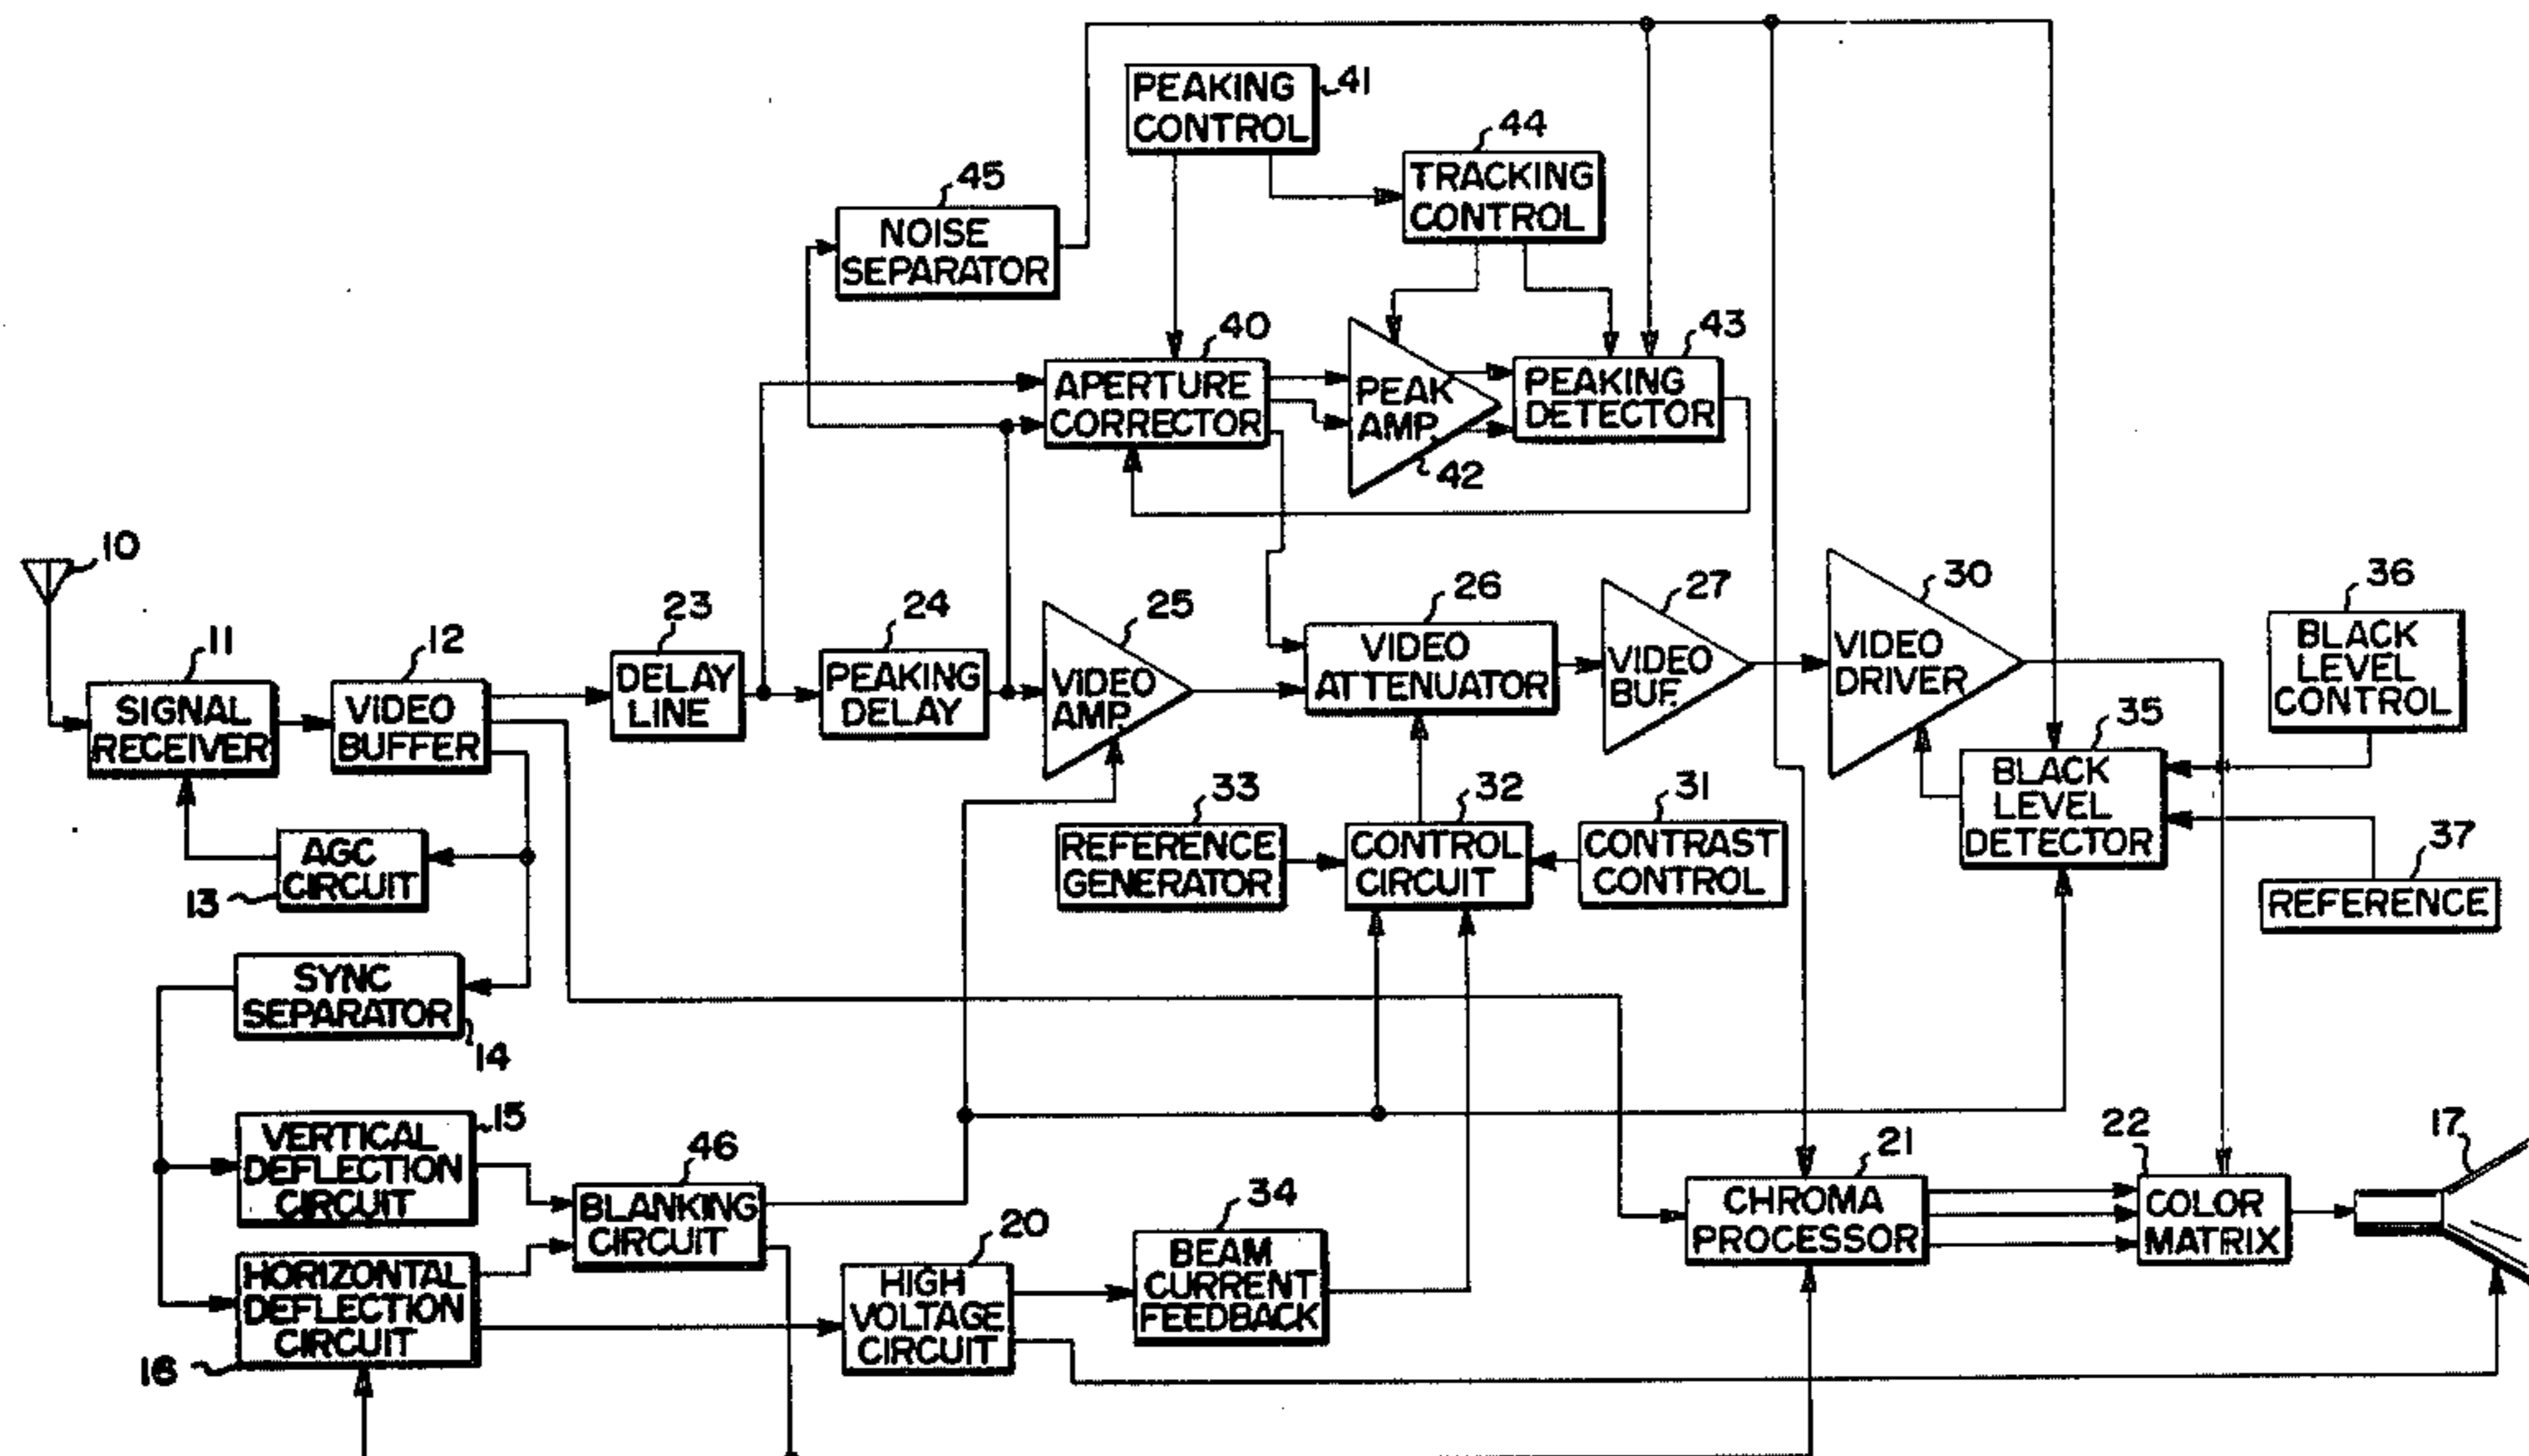 41
PEAKING
CONTROL
44
TRACKING
CONTROL
45
NOISE
SEPARATOR
40
APERTURE
CORRECTOR
PEAK
AMP.
42
43
PEAKING
DETECTOR
10
11
SIGNAL
RECEIVER
12
VIDEO
BUFFER
23
DELAY
LINE
24
PEAKING
DELAY
25
VIDEO
AMP.
26
VIDEO
ATTENUATOR
27
VIDEO
BUF.
30
VIDEO
DRIVER
36
BLACK
LEVEL
CONTROL
35
BLACK
LEVEL
DETECTOR
37
REFERENCE
AGC
CIRCUIT
13
33
REFERENCE
GENERATOR
32
CONTROL
CIRCUIT
31
CONTRAST
CONTROL
SYNC
SEPARATOR
14
15
VERTICAL
DEFLECTION
CIRCUIT
46
BLANKING
CIRCUIT
HORIZONTAL
DEFLECTION
CIRCUIT
16
20
HIGH
VOLTAGE
CIRCUIT
34
BEAM
CURRENT
FEEDBACK
21
CHROMA
PROCESSOR
22
COLOR
MATRIX
17